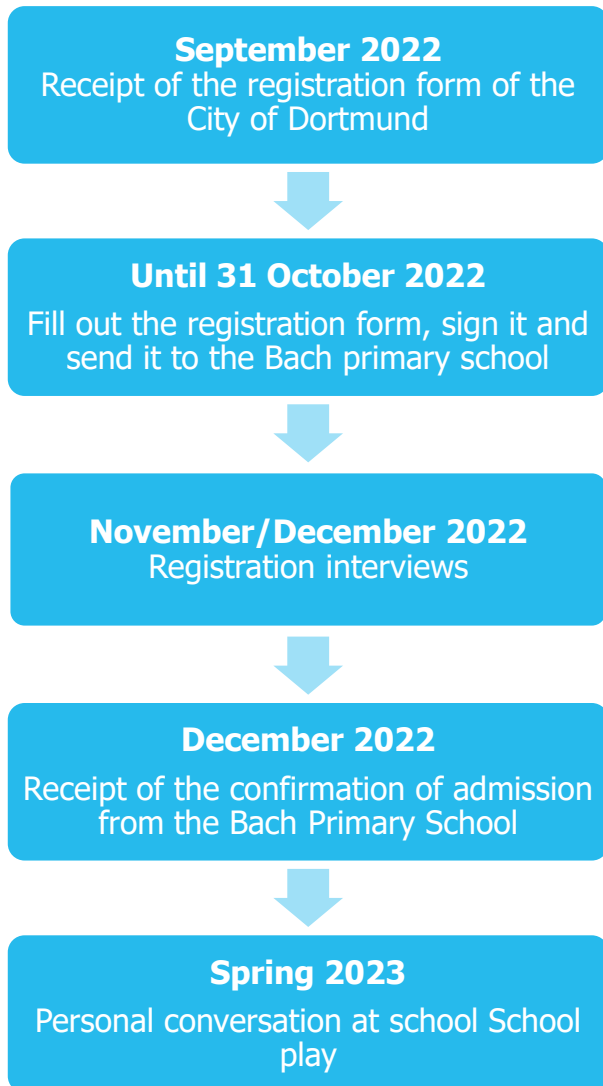 September 2022
Receipt of the registration form of the
City of Dortmund
Until 31 October 2022
Fill out the registration form, sign it and
send it to the Bach primary school
November/December 2022
Registration interviews
December 2022
Receipt of the confirmation of admission
from the Bach Primary School
Spring 2023
Personal conversation at school School
play